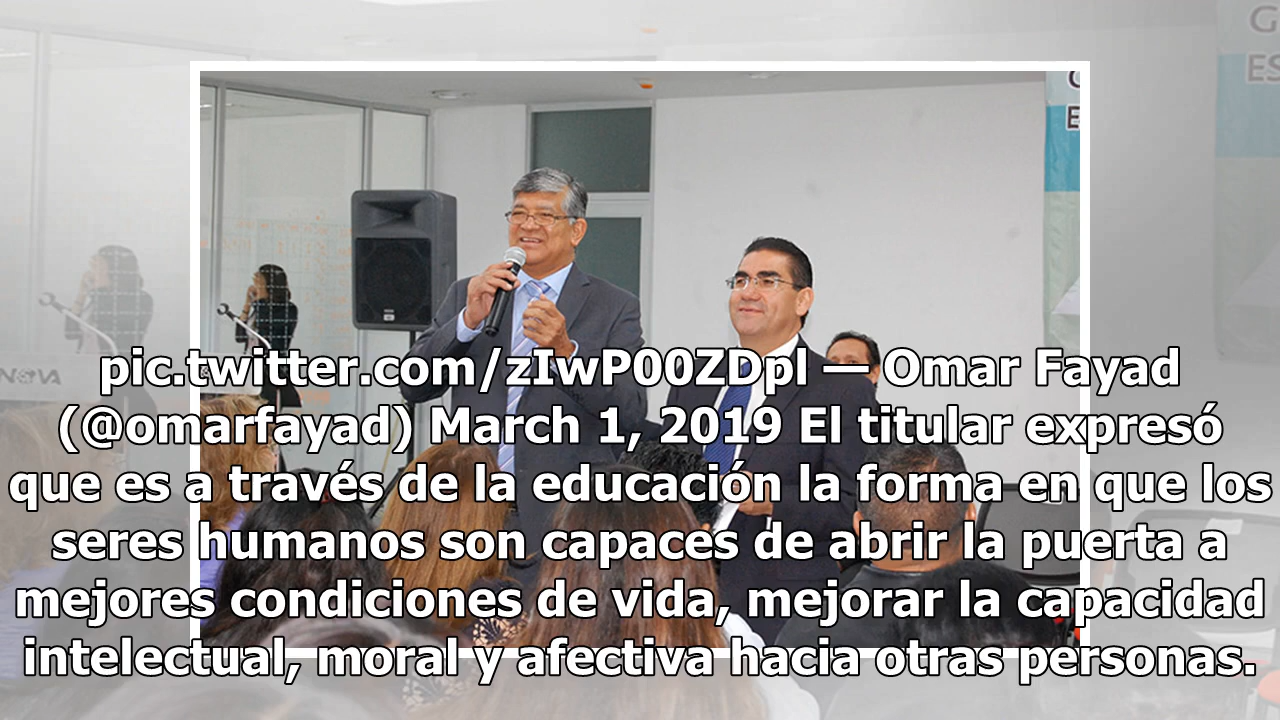 G
ES
G
E
NOVA
pic.twitter.com/zIwP00ZDpl — Omar Fayad
(@omarfayad) March 1, 2019 El titular expresó
que es a través de la educación la forma en que los
seres humanos son capaces de abrir la puerta a
mejores condiciones de vida, mejorar la capacidad
intelectual, moral y afectiva hacia otras personas.